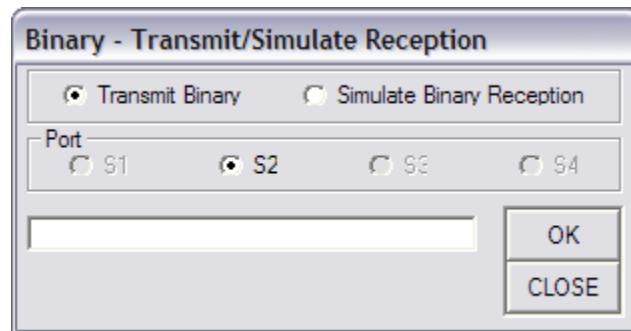 Binary - Transmit/Simulate Reception
Transmit Binary Simulate Binary Reception
Port
S1 S2 S3 S4
OK
CLOSE